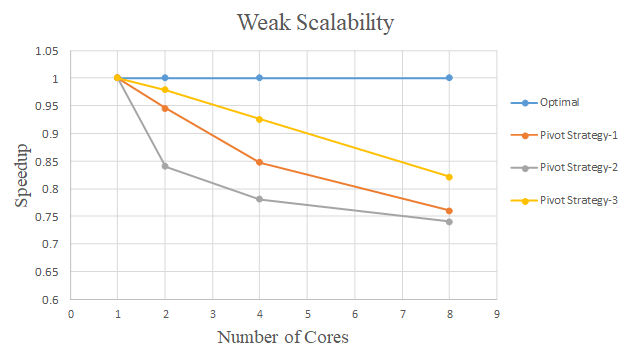 Weak Scalability
Speedup
1.05
1
0.95
0.9
0.85
0.8
0.75
0.7
0.65
0.6
0 1 2 3 4 5 6 7 8 9
Number of Cores
Optimal
Pivot Strategy-1
Pivot Strategy-2
Pivot Strategy-3